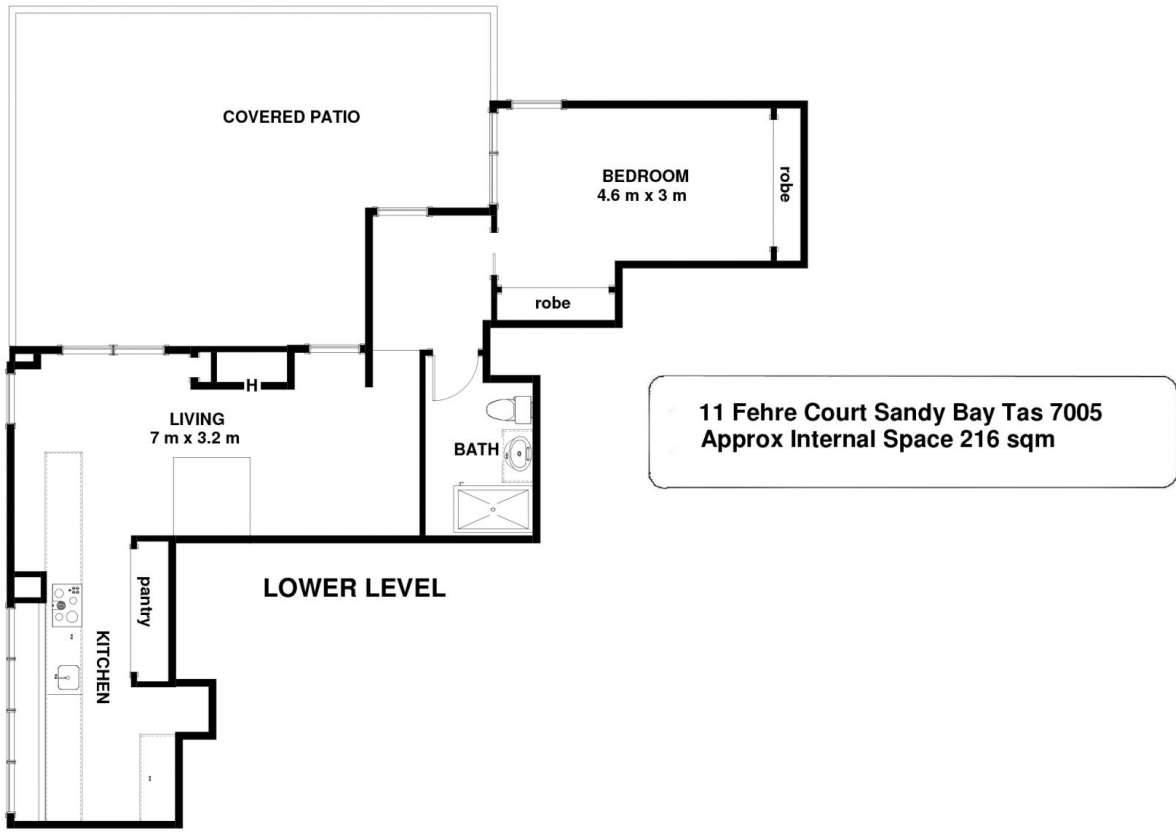 COVERED PATIO
BEDROOM
4.6 m x 3 m
robe
robe
H
LIVING
7 m x 3.2 m
BATH
11 Fehre Court Sandy Bay Tas 7005
Approx Internal Space 216 sqm
pantry
LOWER LEVEL
KITCHEN